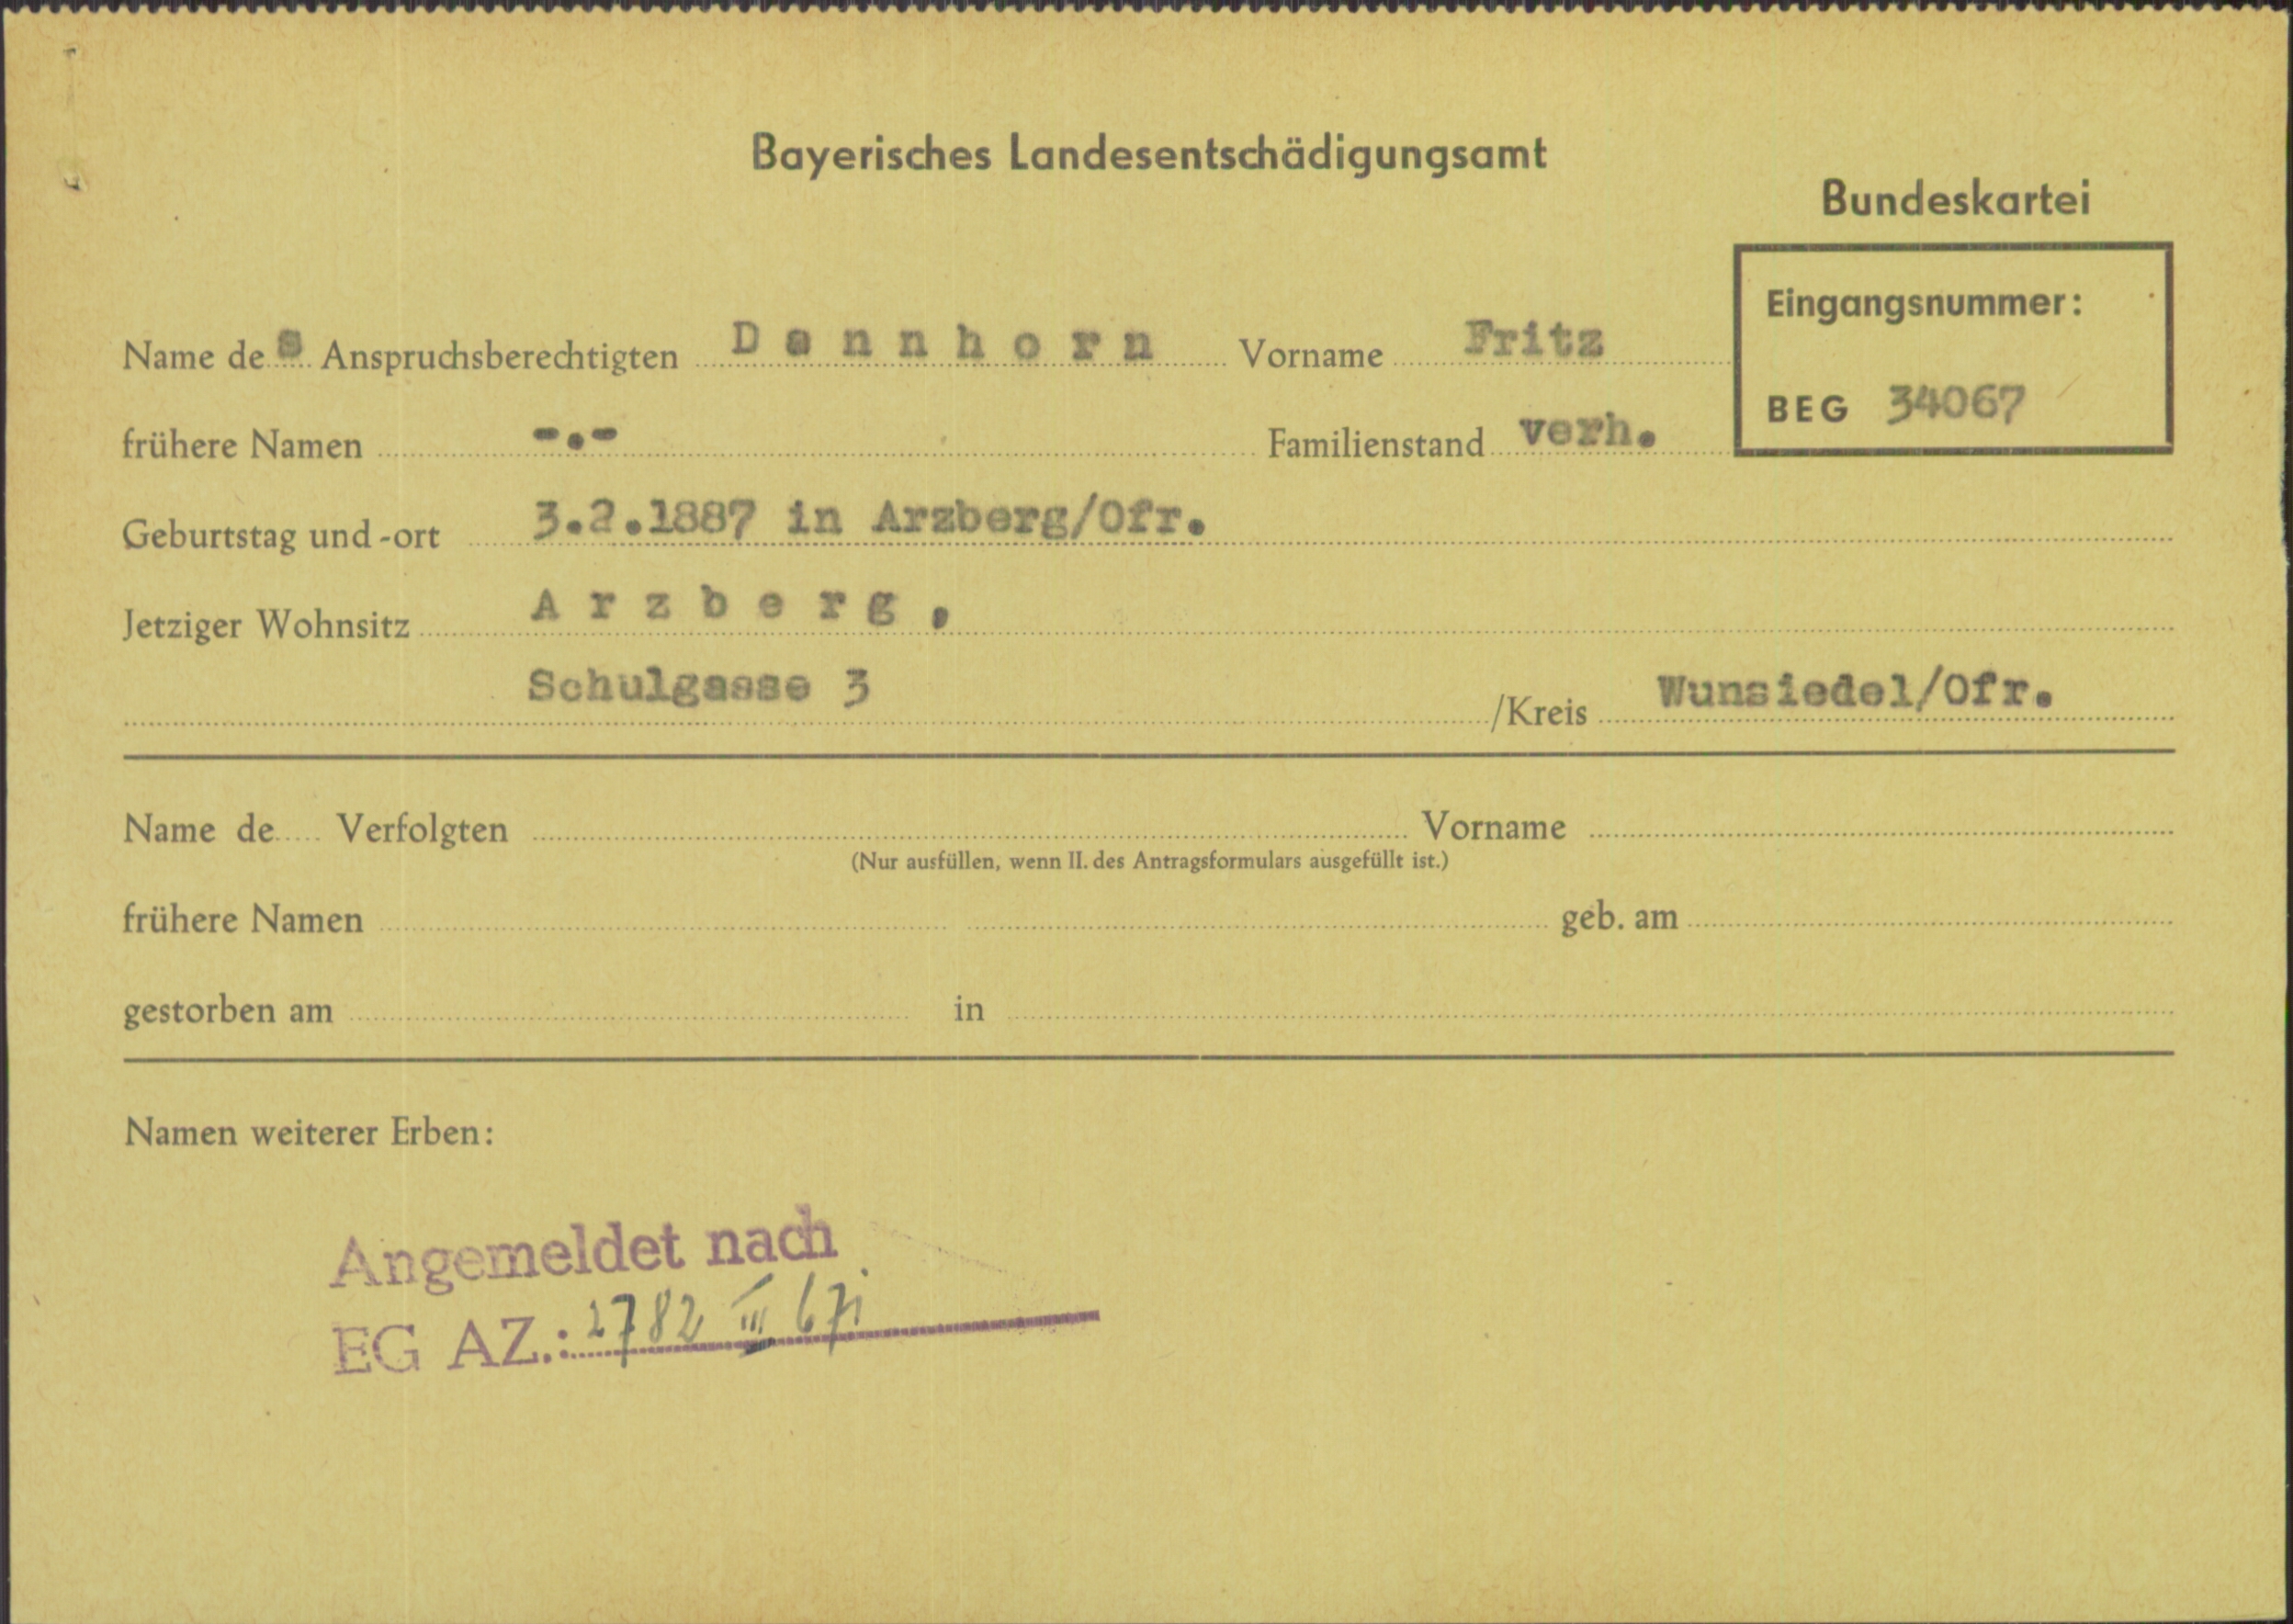 Bayerisches Landesentschädigungsamt
Bundeskartei
Eingangsnummer:
BEG 34067
Name des Anspruchsberechtigten D e n n h o r n Vorname Fritz
frühere Namen -.- Familienstand verh.
Geburtstag und -ort 3.2.1887 in Arzberg/Ofr.
Jetziger Wohnsitz A r z b e r g ,
Schulgasse 3 /Kreis Wunsiedel/Ofr.
Name de..... Verfolgten Vorname
(Nur ausfüllen, wenn II. des Antragsformulars ausgefüllt ist.)
frühere Namen geb. am
gestorben am in
Namen weiterer Erben:
Angemeldet nach
EG AZ.: 2782 III 67i